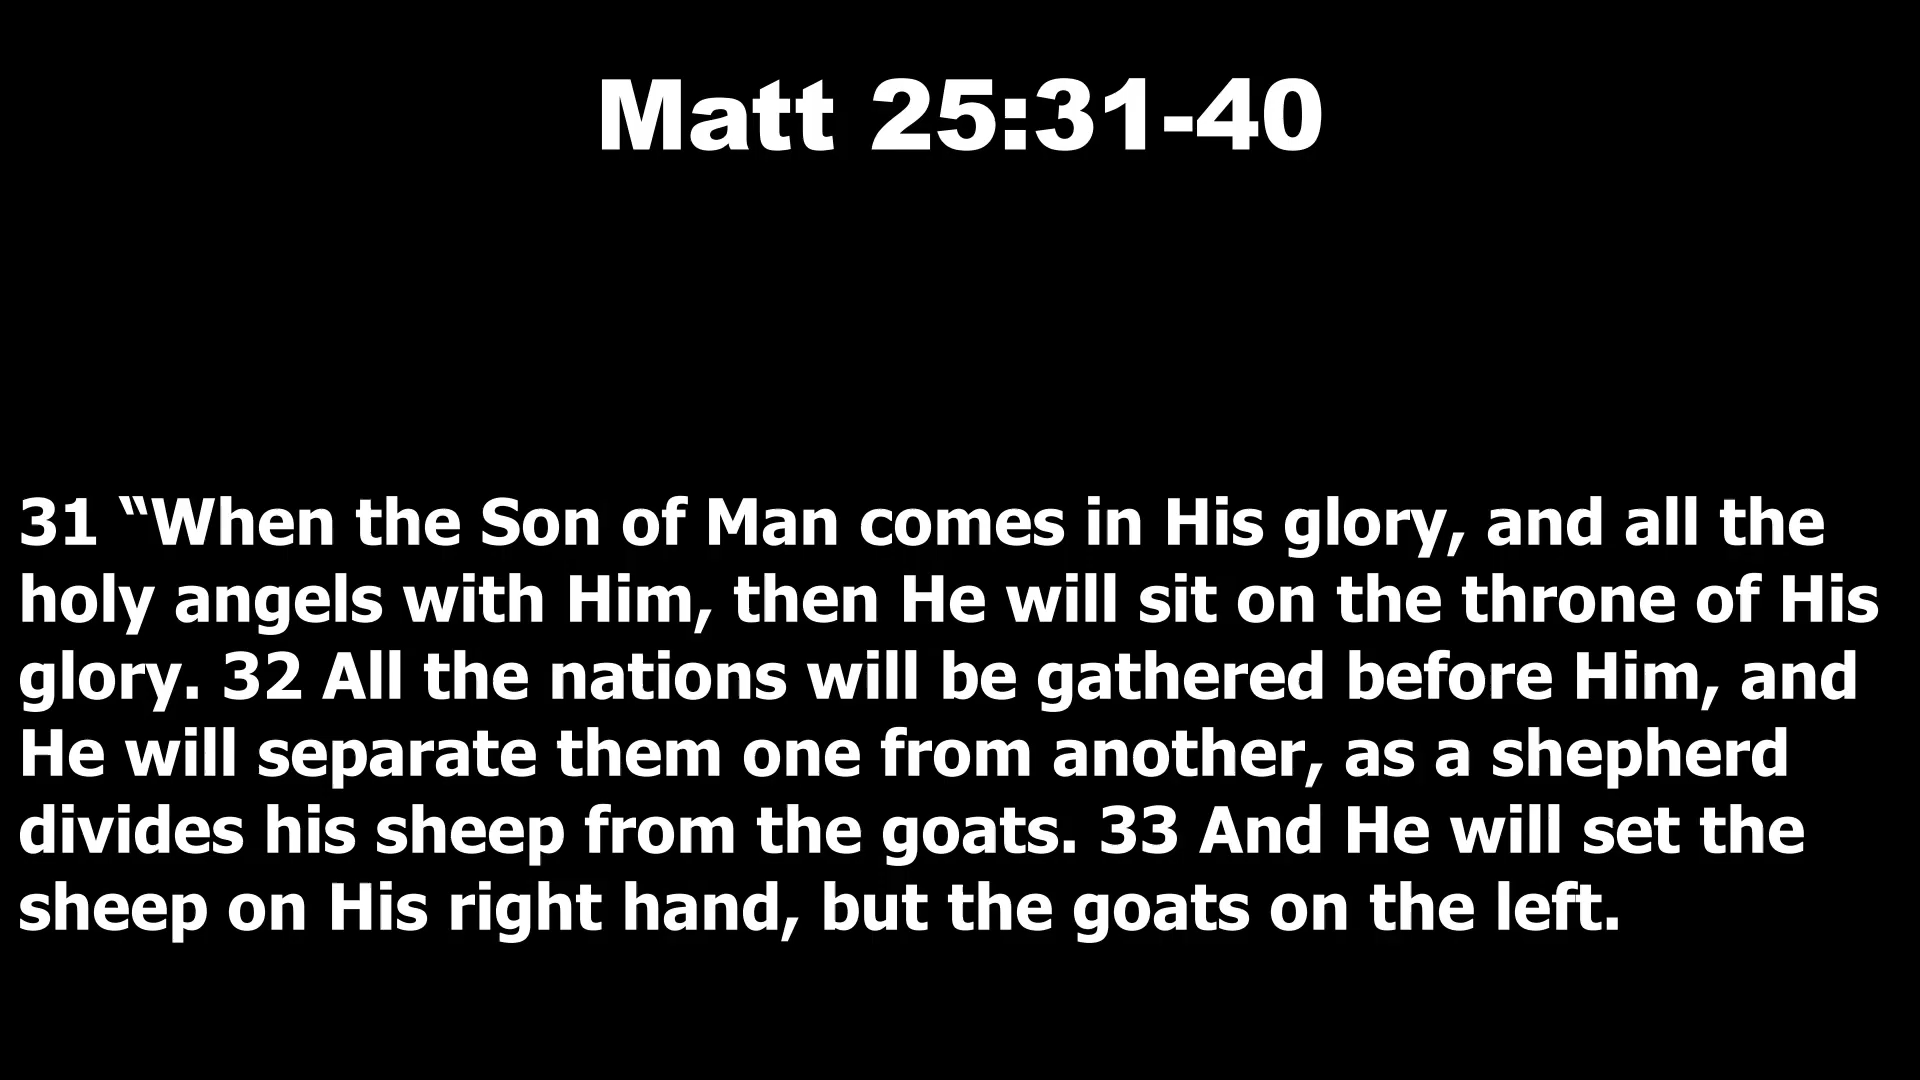 Matt 25:31-40
31 “When the Son of Man comes in His glory, and all the
holy angels with Him, then He will sit on the throne of His
glory. 32 All the nations will be gathered before Him, and
He will separate them one from another, as a shepherd
divides his sheep from the goats. 33 And He will set the
sheep on His right hand, but the goats on the left.